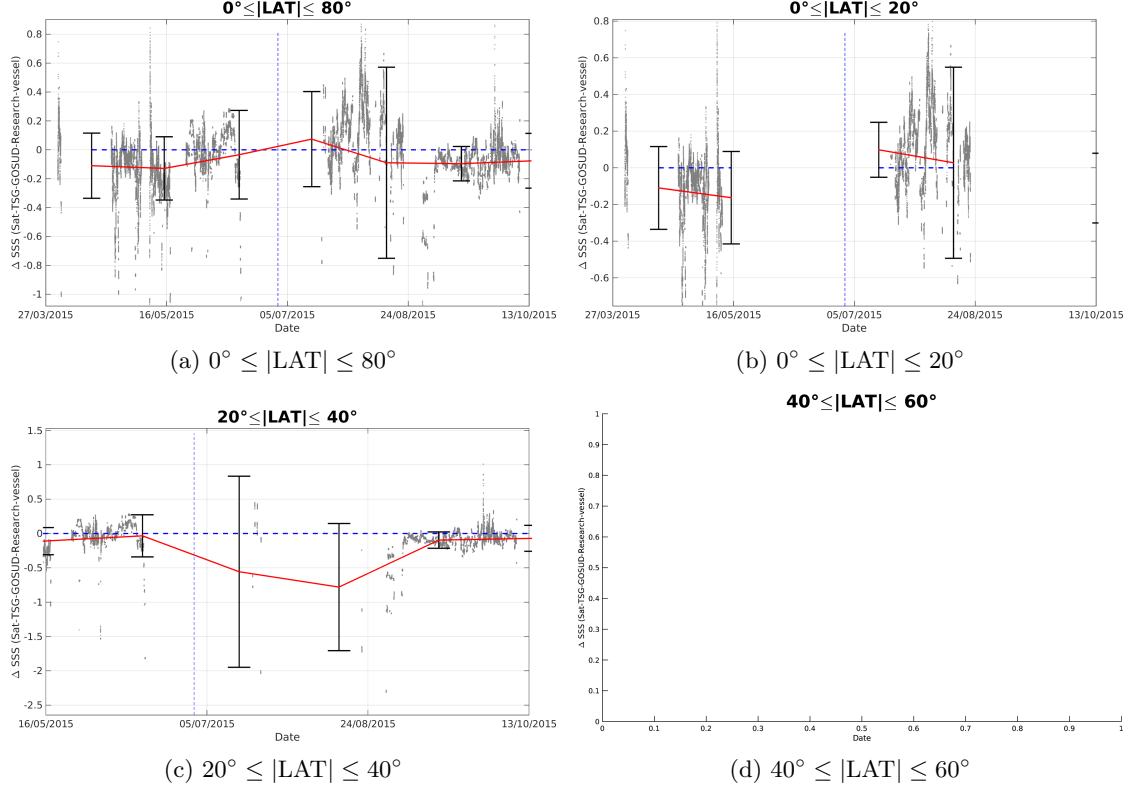 0°≤|LAT|≤ 80°
Δ SSS (Sat-TSG-GOSUD-Research-vessel)
0.8
0.6
0.4
0.2
0
-0.2
-0.4
-0.6
-0.8
-1
27/03/2015 16/05/2015 05/07/2015 24/08/2015 13/10/2015
Date
(a) 0° ≤ |LAT| ≤ 80°
0°≤|LAT|≤ 20°
Δ SSS (Sat-TSG-GOSUD-Research-vessel)
0.8
0.6
0.4
0.2
0
-0.2
-0.4
-0.6
27/03/2015 16/05/2015 05/07/2015 24/08/2015 13/10/2015
Date
(b) 0° ≤ |LAT| ≤ 20°
20°≤|LAT|≤ 40°
Δ SSS (Sat-TSG-GOSUD-Research-vessel)
1.5
1
0.5
0
-0.5
-1
-1.5
-2
-2.5
16/05/2015 05/07/2015 24/08/2015 13/10/2015
Date
(c) 20° ≤ |LAT| ≤ 40°
40°≤|LAT|≤ 60°
Δ SSS (Sat-TSG-GOSUD-Research-vessel)
1
0.9
0.8
0.7
0.6
0.5
0.4
0.3
0.2
0.1
0
0 0.1 0.2 0.3 0.4 0.5 0.6 0.7 0.8 0.9 1
Date
(d) 40° ≤ |LAT| ≤ 60°